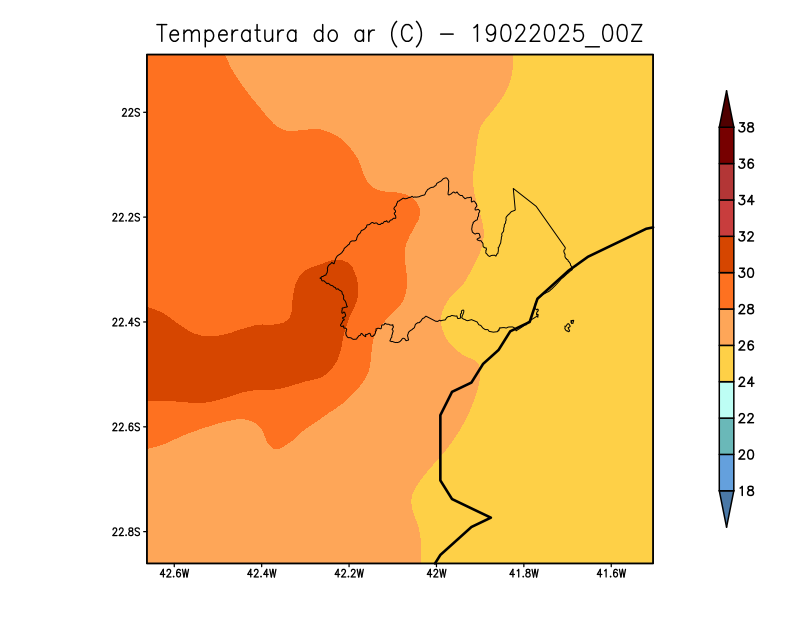 Temperatura do ar (C) - 19022025_00Z
22S
22.2S
22.4S
22.6S
22.8S
42.6W
42.4W
42.2W
42W
41.8W
41.6W
38
36
34
32
30
28
26
24
22
20
18